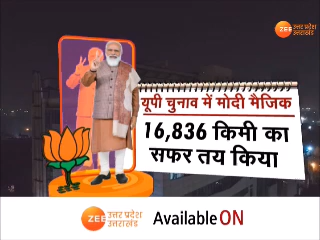 ZEE उत्तर प्रदेश
उत्तराखंड
यूपी चुनाव में मोदी मैजिक
16,836 किमी का
सफर तय किया
ZEE उत्तर प्रदेश
उत्तराखंड
Available ON